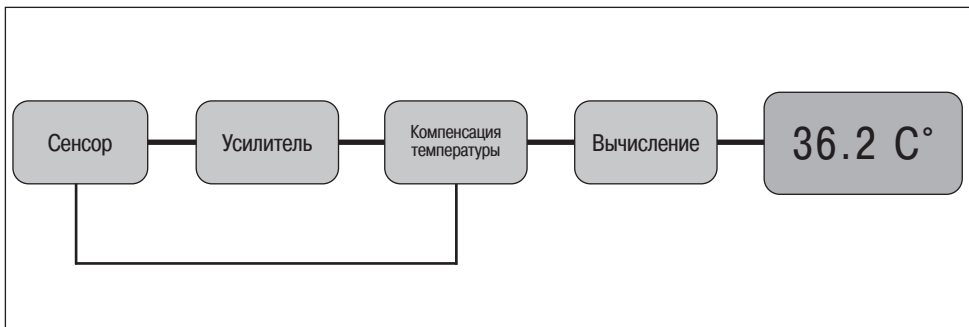 Сенсор
Усилитель
Компенсация
температуры
Вычисление
36.2 C°